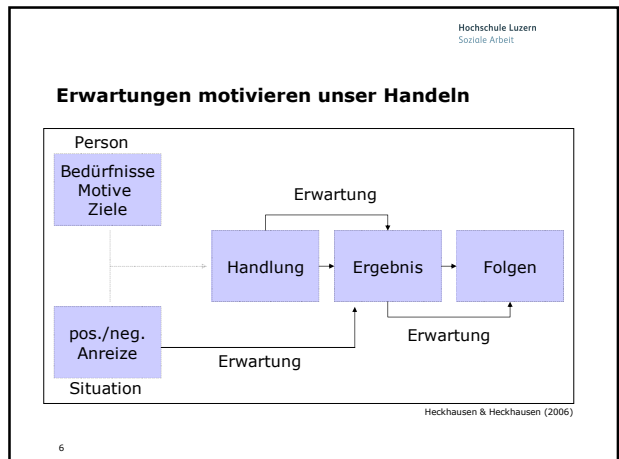 Hochschule Luzern
Soziale Arbeit
Erwartungen motivieren unser Handeln
Person
Bedürfnisse
Motive
Ziele
Erwartung
Handlung
Ergebnis
Folgen
pos./neg.
Anreize
Erwartung
Erwartung
Situation
Heckhausen & Heckhausen (2006)
6